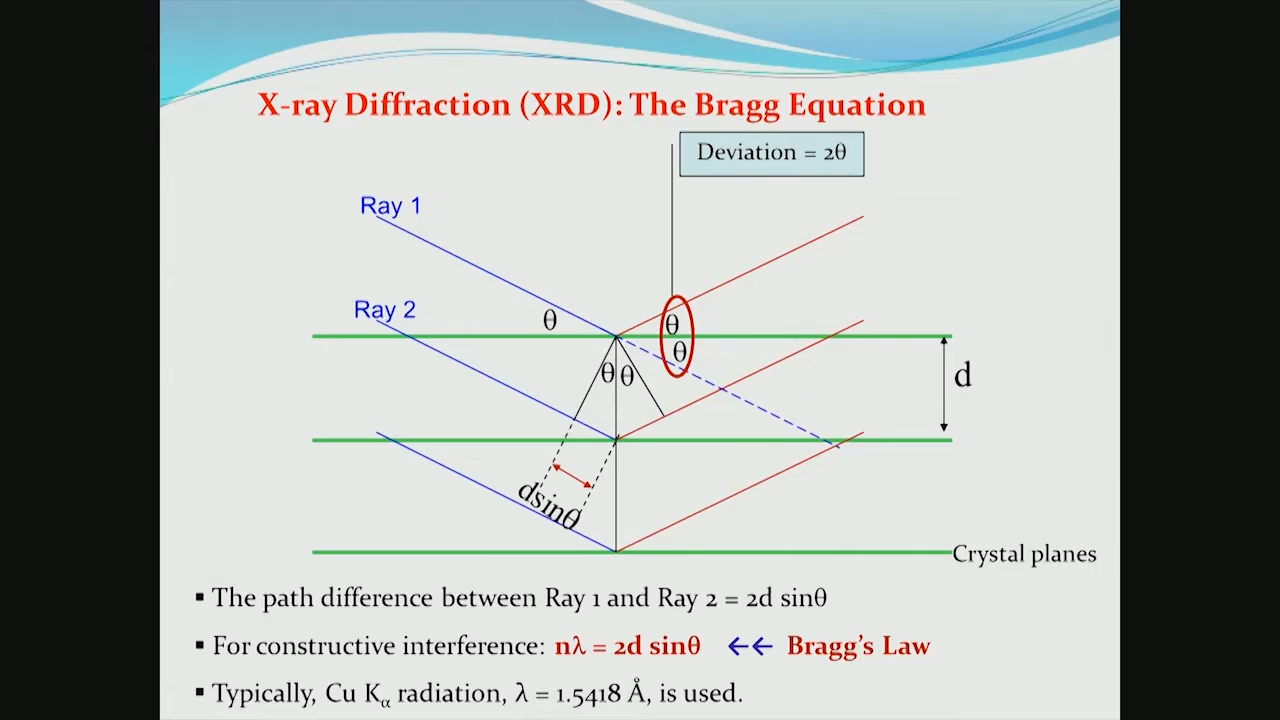 X-ray Diffraction (XRD): The Bragg Equation
Deviation = 2θ
Ray 1
Ray 2
θ
θ
θ
θ θ
d
dsinθ
Crystal planes
▪ The path difference between Ray 1 and Ray 2 = 2d sinθ
▪ For constructive interference: nλ = 2d sinθ ←← Bragg's Law
▪ Typically, Cu Kα radiation, λ = 1.5418 Å, is used.